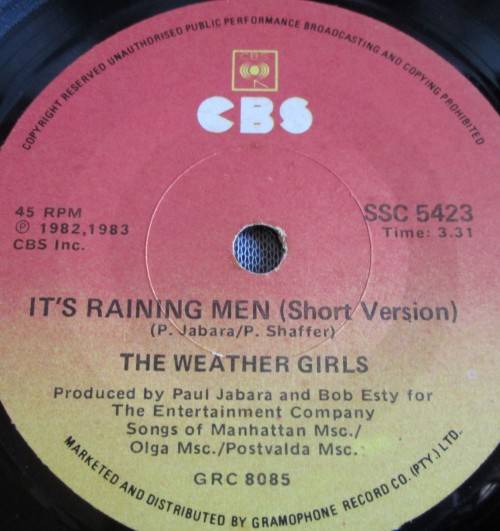 COPYRIGHT RESERVED UNAUTHORISED PUBLIC PERFORMANCE BROADCASTING AND COPYING PROHIBITED
CBS
45 RPM
℗ 1982,1983
CBS Inc.
SSC 5423
Time: 3.31
IT'S RAINING MEN (Short Version)
(P. Jabara/P. Shaffer)
THE WEATHER GIRLS
Produced by Paul Jabara and Bob Esty for
The Entertainment Company
Songs of Manhattan Msc./
Olga Msc./Postvalda Msc.
GRC 8085
MARKETED AND DISTRIBUTED BY GRAMOPHONE RECORD CO. (PTY.) LTD.